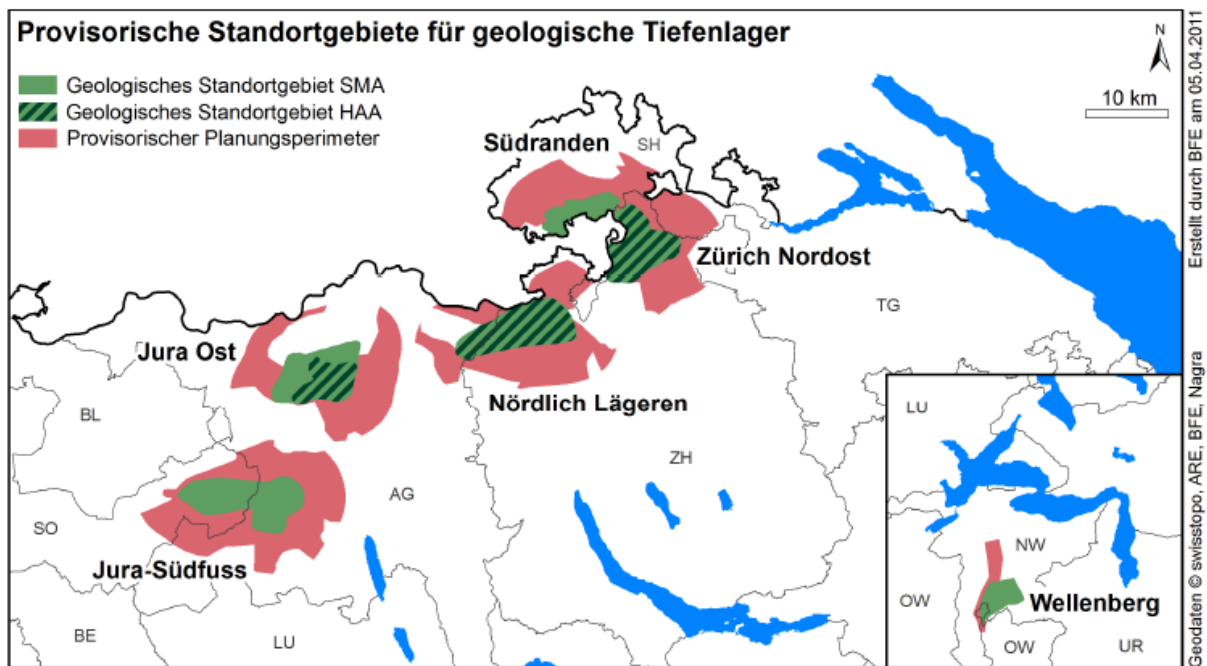 Provisorische Standortgebiete für geologische Tiefenlager
Geologisches Standortgebiet SMA
Geologisches Standortgebiet HAA
Provisorischer Planungsperimeter
N
10 km
Südranden
SH
Zürich Nordost
TG
Jura Ost
Nördlich Lägeren
BL
ZH
AG
SO
Jura-Südfuss
BE
LU
LU
NW
OW
Wellenberg
OW
UR
Geodaten © swisstopo, ARE, BFE, Nagra
Erstellt durch BFE am 05.04.2011